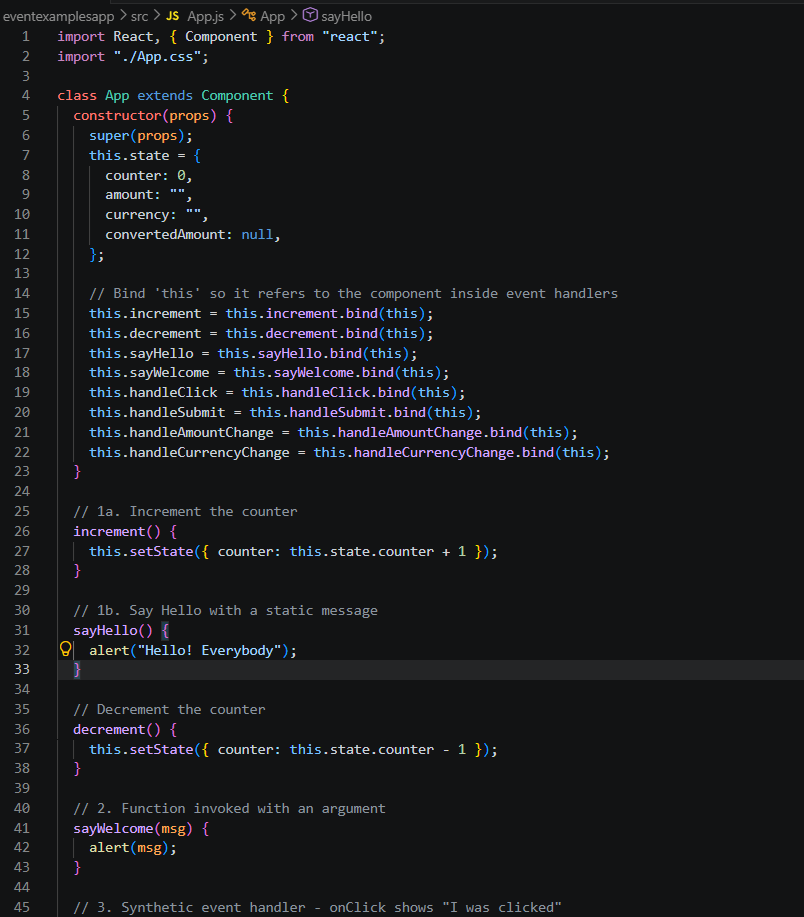 eventexamplesapp > src > JS App.js > App > sayHello
1 import React, { Component } from "react";
2 import "./App.css";
3
4 class App extends Component {
5 constructor(props) {
6 super(props);
7 this.state = {
8 counter: 0,
9 amount: "",
10 currency: "",
11 convertedAmount: null,
12 };
13
14 // Bind 'this' so it refers to the component inside event handlers
15 this.increment = this.increment.bind(this);
16 this.decrement = this.decrement.bind(this);
17 this.sayHello = this.sayHello.bind(this);
18 this.sayWelcome = this.sayWelcome.bind(this);
19 this.handleClick = this.handleClick.bind(this);
20 this.handleSubmit = this.handleSubmit.bind(this);
21 this.handleAmountChange = this.handleAmountChange.bind(this);
22 this.handleCurrencyChange = this.handleCurrencyChange.bind(this);
23 }
24
25 // 1a. Increment the counter
26 increment() {
27 this.setState({ counter: this.state.counter + 1 });
28 }
29
30 // 1b. Say Hello with a static message
31 sayHello() {
32 alert("Hello! Everybody");
33 }
34
35 // Decrement the counter
36 decrement() {
37 this.setState({ counter: this.state.counter - 1 });
38 }
39
40 // 2. Function invoked with an argument
41 sayWelcome(msg) {
42 alert(msg);
43 }
44
45 // 3. Synthetic event handler - onClick shows "I was clicked"